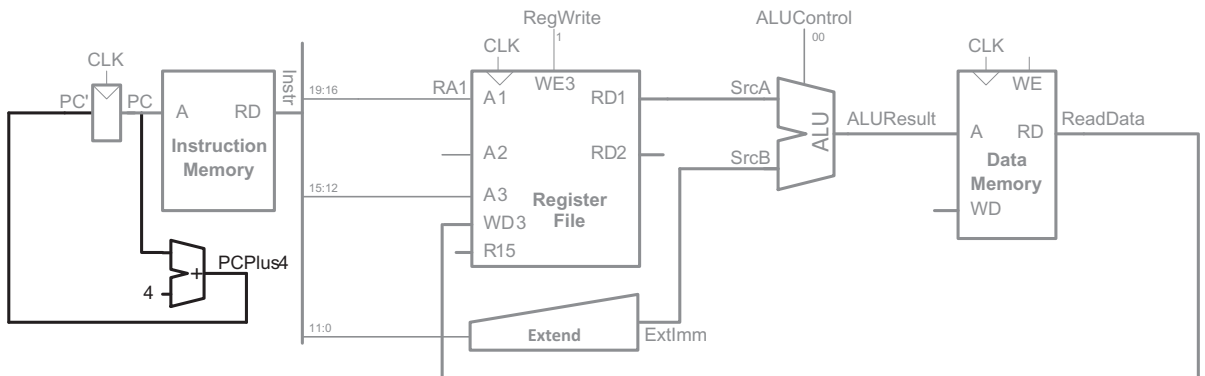 RegWrite
1
ALUControl
00
CLK
PC'
PC
A
RD
Instruction
Memory
Instr
19:16
RA1
15:12
11:0
CLK
WE3
A1
RD1
A2
RD2
A3
WD3
R15
Register
File
SrcA
SrcB
ALU
ALUResult
CLK
WE
A
RD
Data
Memory
WD
ReadData
4
+
PCPlus4
Extend
ExtImm